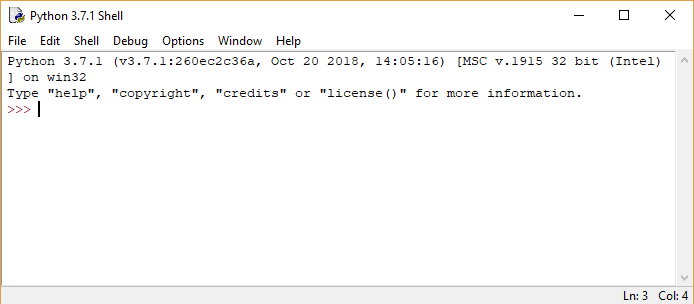 Python 3.7.1 Shell
File Edit Shell Debug Options Window Help
Python 3.7.1 (v3.7.1:260ec2c36a, Oct 20 2018, 14:05:16) [MSC v.1915 32 bit (Intel)
] on win32
Type "help", "copyright", "credits" or "license()" for more information.
>>>
Ln: 3 Col: 4